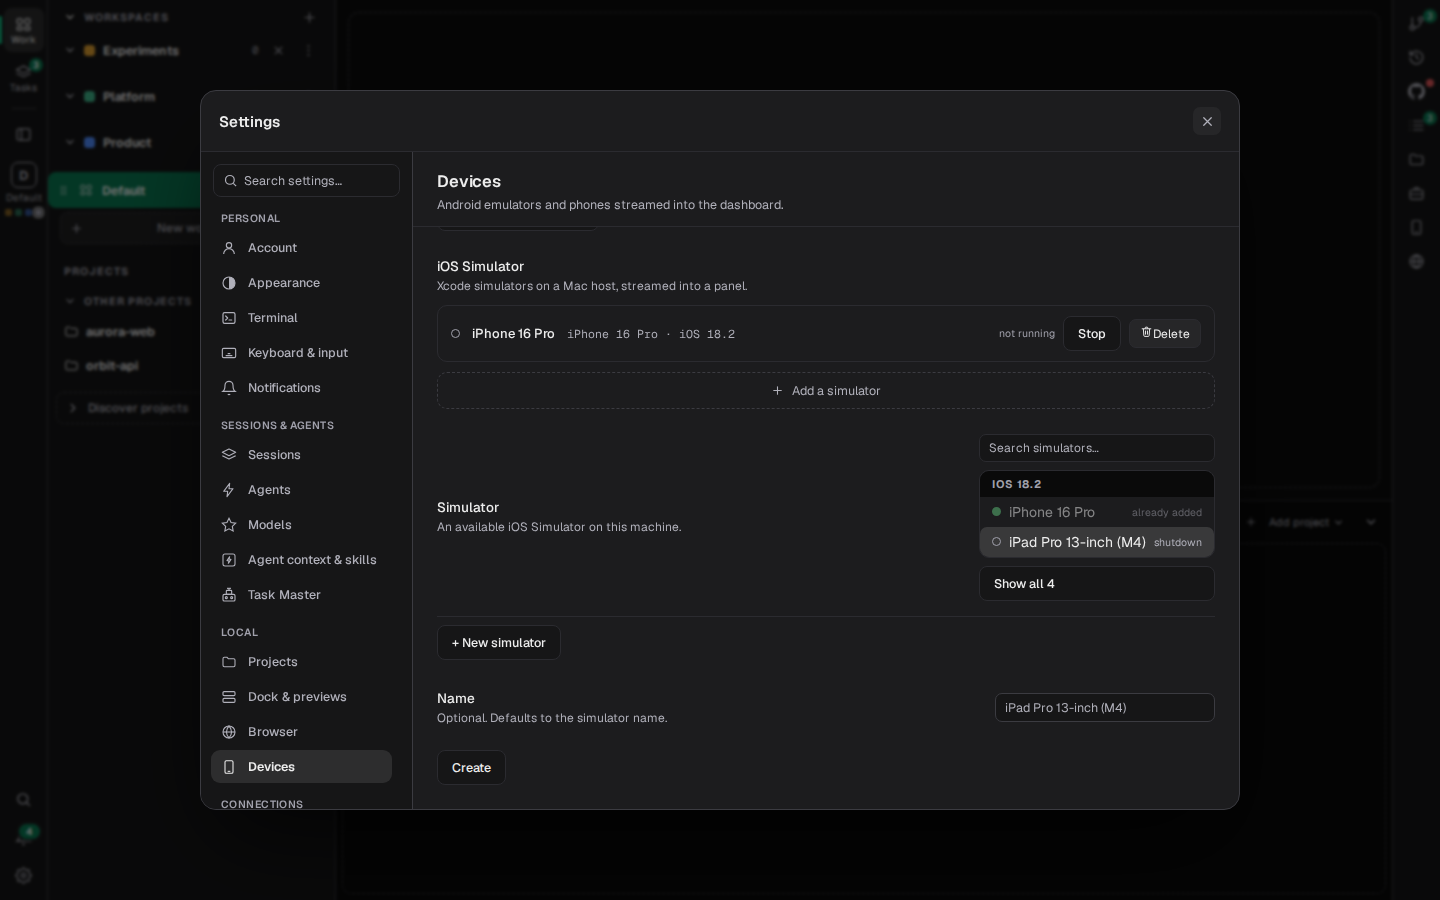 WORKSPACES
Work
Experiments
Tasks
Platform
Product
Default
Default
PROJECTS
OTHER PROJECTS
aurora-web
orbit-api
Discover projects
Settings
Search settings...
PERSONAL
Account
Appearance
Terminal
Keyboard & input
Notifications
SESSIONS & AGENTS
Sessions
Agents
Models
Agent context & skills
Task Master
LOCAL
Projects
Dock & previews
Browser
Devices
CONNECTIONS
Devices
Android emulators and phones streamed into the dashboard.
iOS Simulator
Xcode simulators on a Mac host, streamed into a panel.
iPhone 16 Pro iPhone 16 Pro · iOS 18.2 not running Stop Delete
+ Add a simulator
Search simulators...
IOS 18.2
iPhone 16 Pro already added
iPad Pro 13-inch (M4) shutdown
Simulator
An available iOS Simulator on this machine.
Show all 4
+ New simulator
Name
Optional. Defaults to the simulator name.
iPad Pro 13-inch (M4)
Create
+ Add project